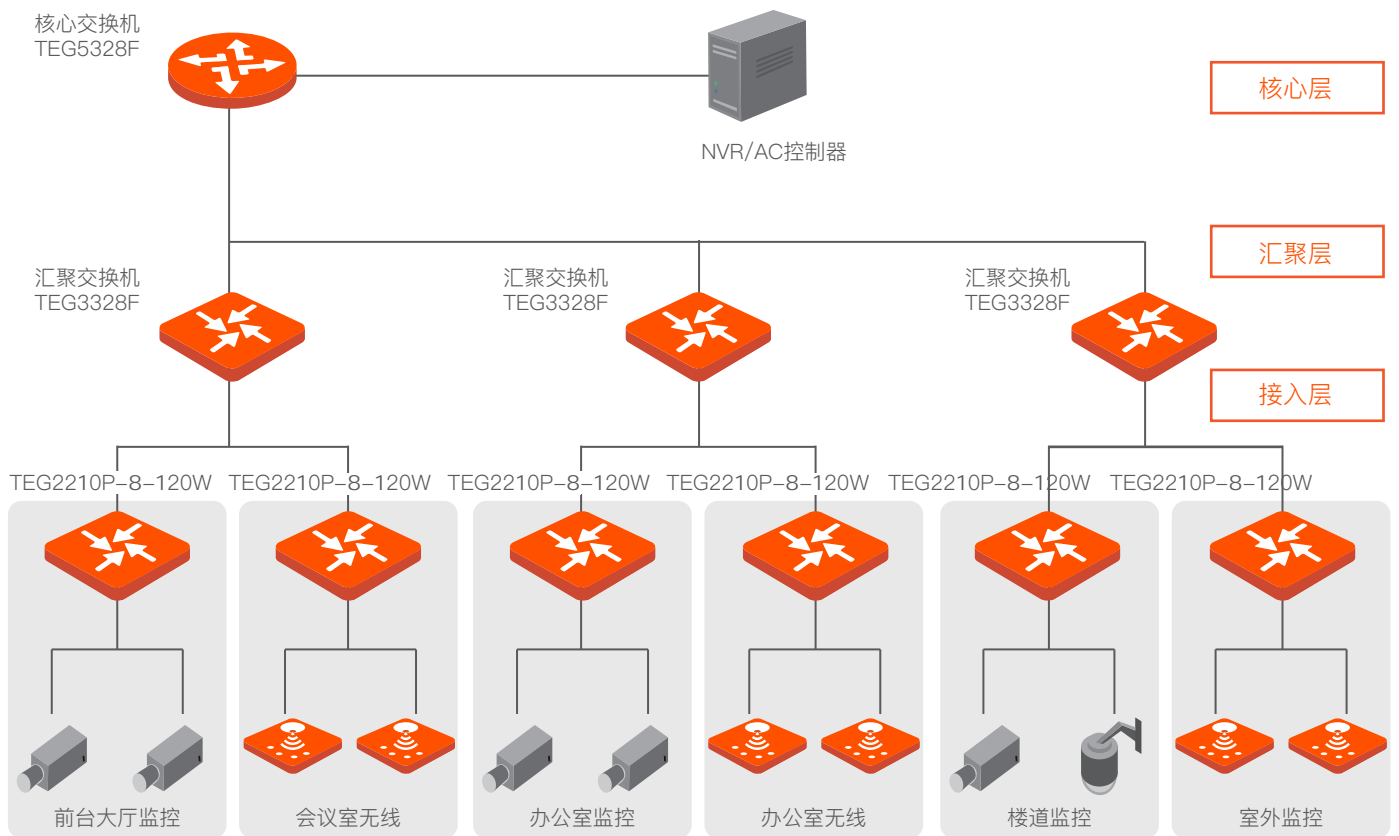 核心交换机
TEG5328F
核心层
NVR/AC控制器
汇聚层
汇聚交换机
TEG3328F
汇聚交换机
TEG3328F
汇聚交换机
TEG3328F
接入层
TEG2210P-8-120W
TEG2210P-8-120W
TEG2210P-8-120W
TEG2210P-8-120W
TEG2210P-8-120W
TEG2210P-8-120W
前台大厅监控
会议室无线
办公室监控
办公室无线
楼道监控
室外监控